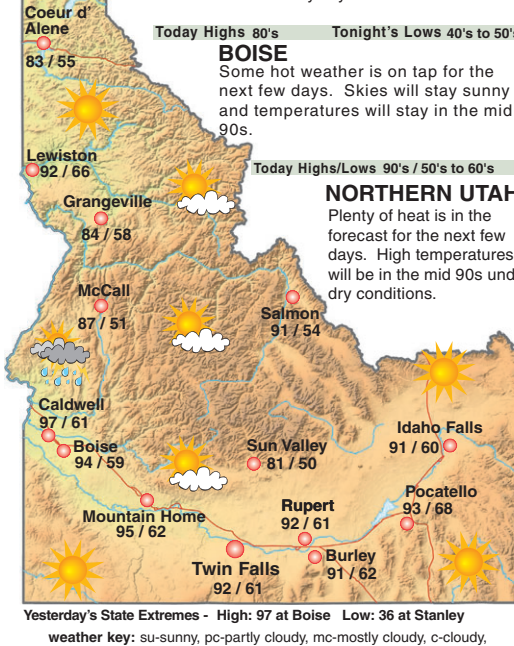 Coeur d'
Alene
83 / 55
Today Highs 80's Tonight's Lows 40's to 50's
BOISE
Some hot weather is on tap for the
next few days. Skies will stay sunny
and temperatures will stay in the mid
90s.
Lewiston
92 / 66
Today Highs/Lows 90's / 50's to 60's
Grangeville
84 / 58
NORTHERN UTAH
Plenty of heat is in the
forecast for the next few
days. High temperatures
will be in the mid 90s und
dry conditions.
McCall
87 / 51
Salmon
91 / 54
Caldwell
97 / 61
Boise
94 / 59
Sun Valley
81 / 50
Idaho Falls
91 / 60
Mountain Home
95 / 62
Rupert
92 / 61
Pocatello
93 / 68
Twin Falls
92 / 61
Burley
91 / 62
Yesterday's State Extremes - High: 97 at Boise Low: 36 at Stanley
weather key: su-sunny, pc-partly cloudy, mc-mostly cloudy, c-cloudy,